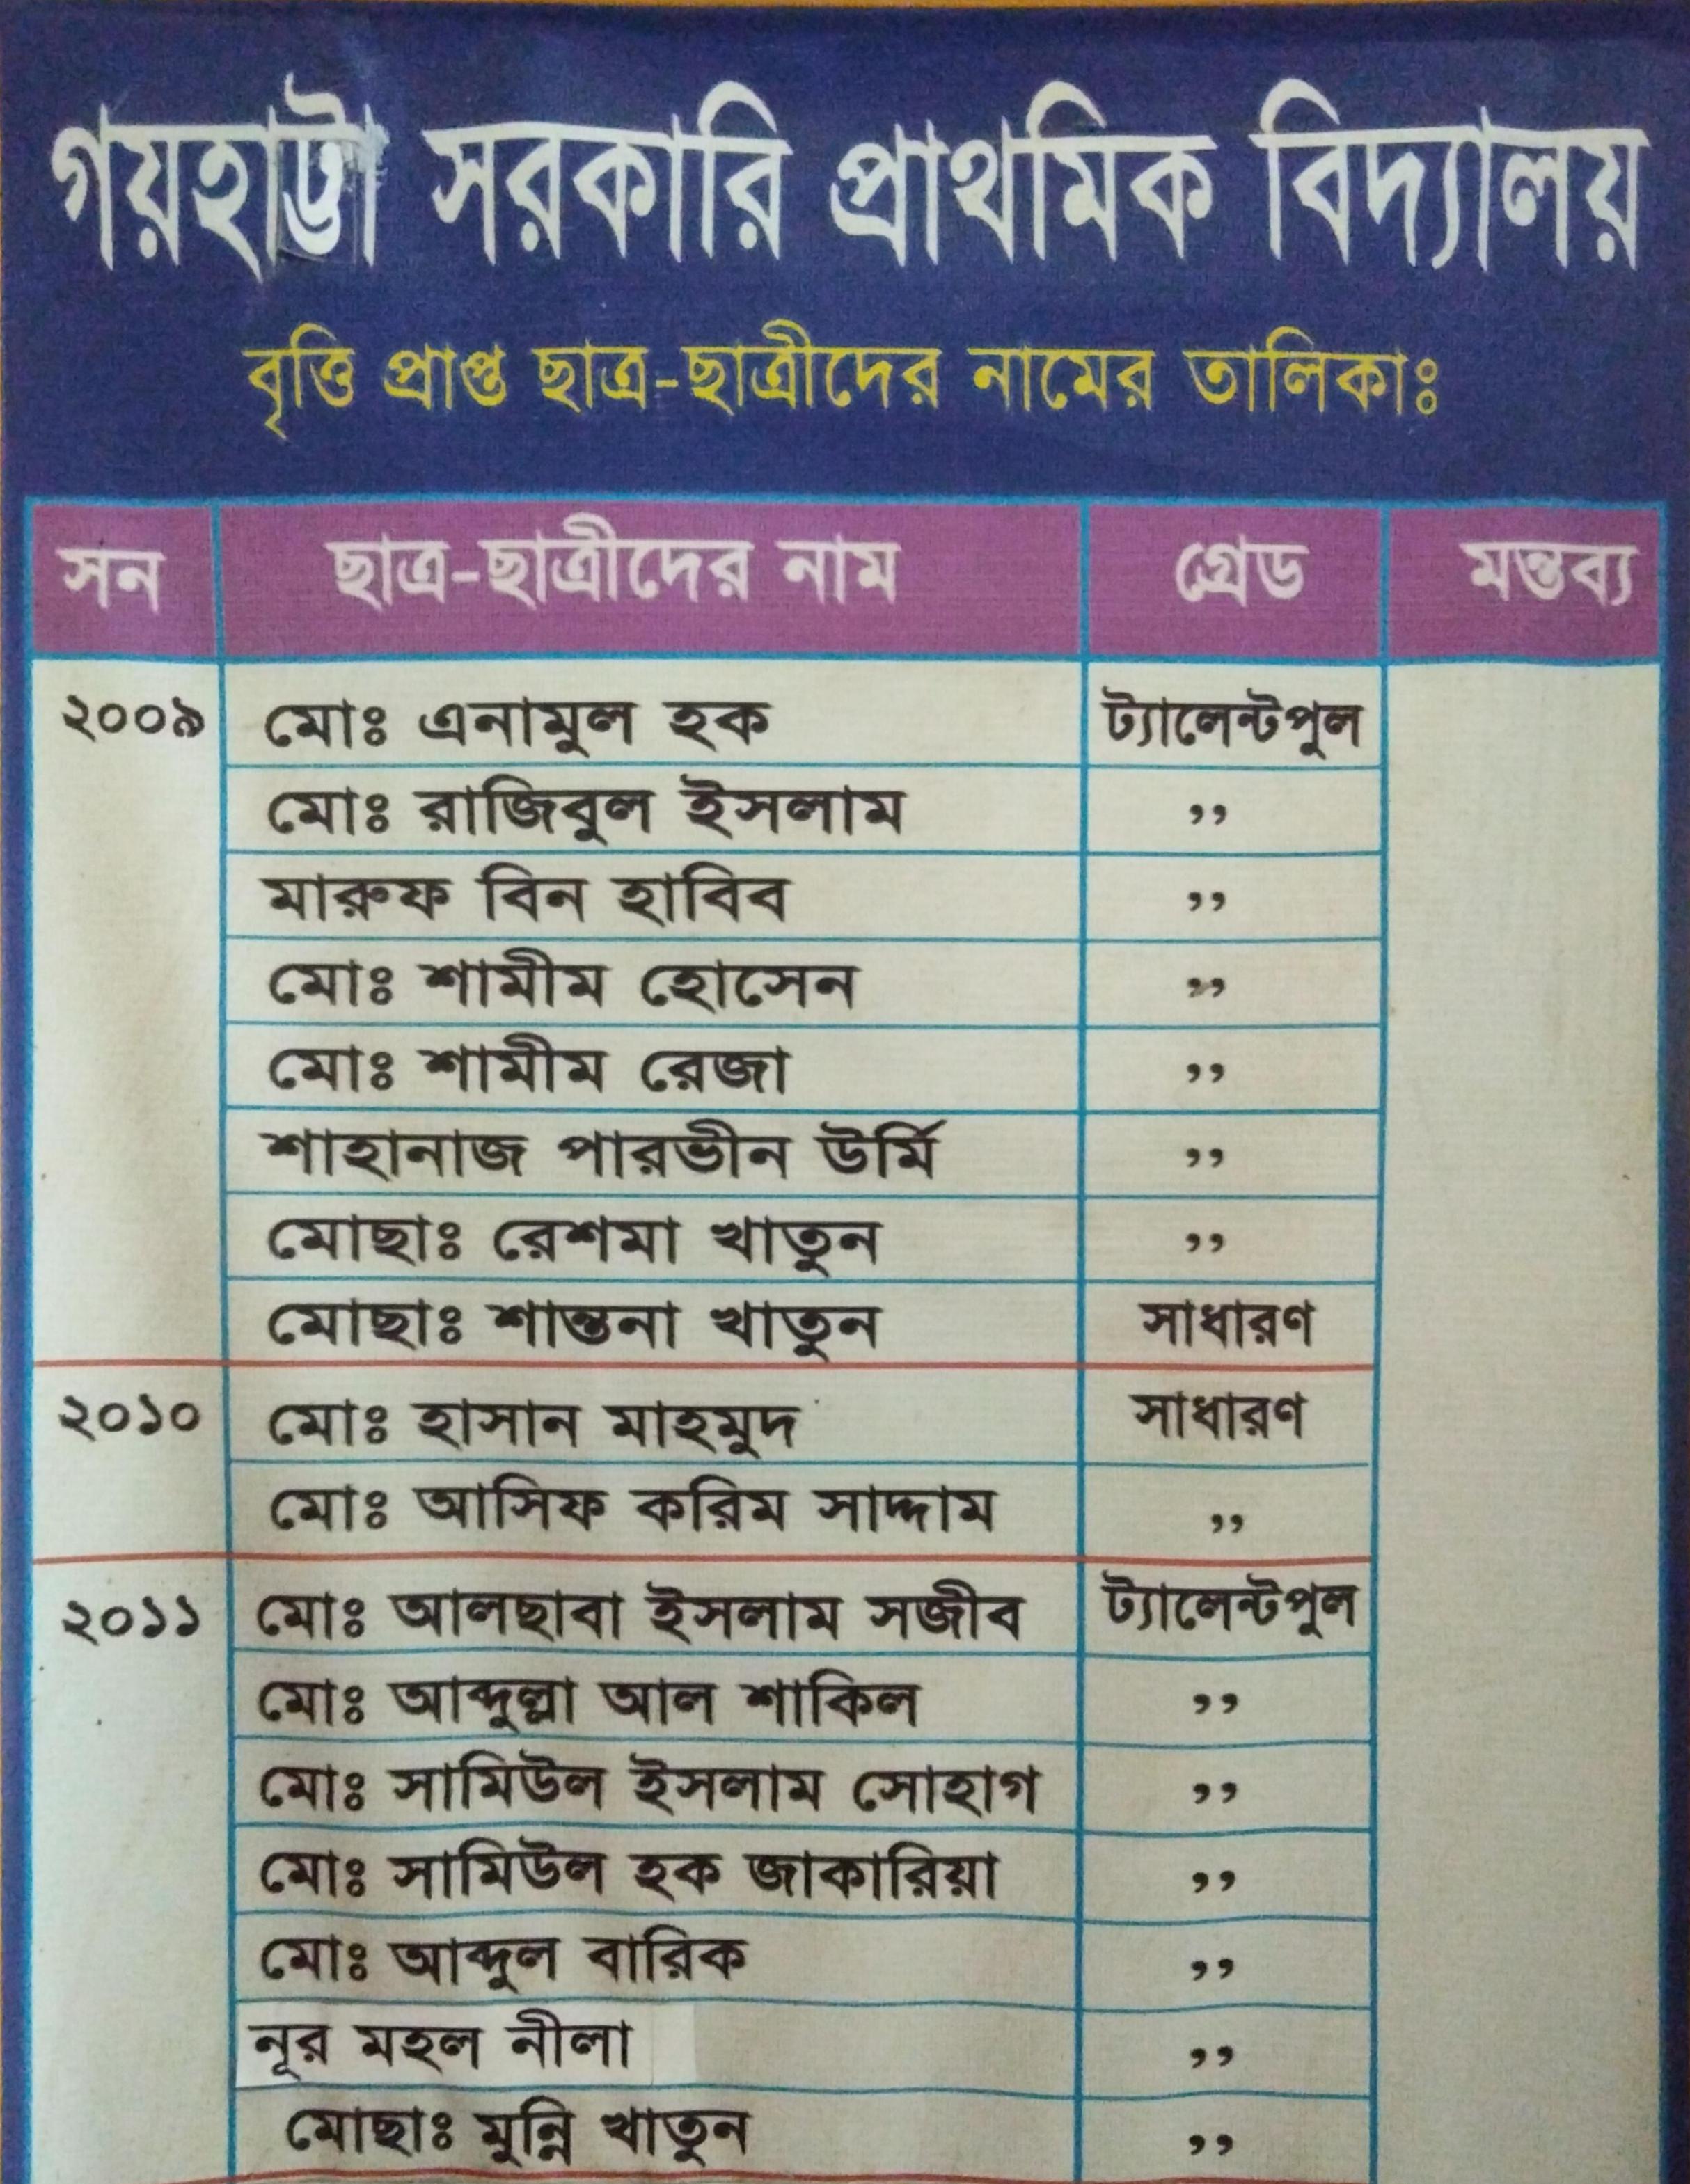 গয়হাট্টা সরকারি প্রাথমিক বিদ্যালয়
বৃত্তি প্রাপ্ত ছাত্র-ছাত্রীদের নামের তালিকাঃ
সন ছাত্র-ছাত্রীদের নাম গ্রেড মন্তব্য
২০০৯ মোঃ এনামুল হক ট্যালেন্টপুল
মোঃ রাজিবুল ইসলাম ,,
মারুফ বিন হাবিব ,,
মোঃ শামীম হোসেন ,,
মোঃ শামীম রেজা ,,
শাহানাজ পারভীন উর্মি ,,
মোছাঃ রেশমা খাতুন ,,
মোছাঃ শান্তনা খাতুন সাধারণ
২০১০ মোঃ হাসান মাহমুদ সাধারণ
মোঃ আসিফ করিম সাদ্দাম ,,
২০১১ মোঃ আলছাবা ইসলাম সজীব ট্যালেন্টপুল
মোঃ আব্দুল্লা আল শাকিল ,,
মোঃ সামিউল ইসলাম সোহাগ ,,
মোঃ সামিউল হক জাকারিয়া ,,
মোঃ আব্দুল বারিক ,,
নূর মহল নীলা ,,
মোছাঃ মুন্নি খাতুন ,,